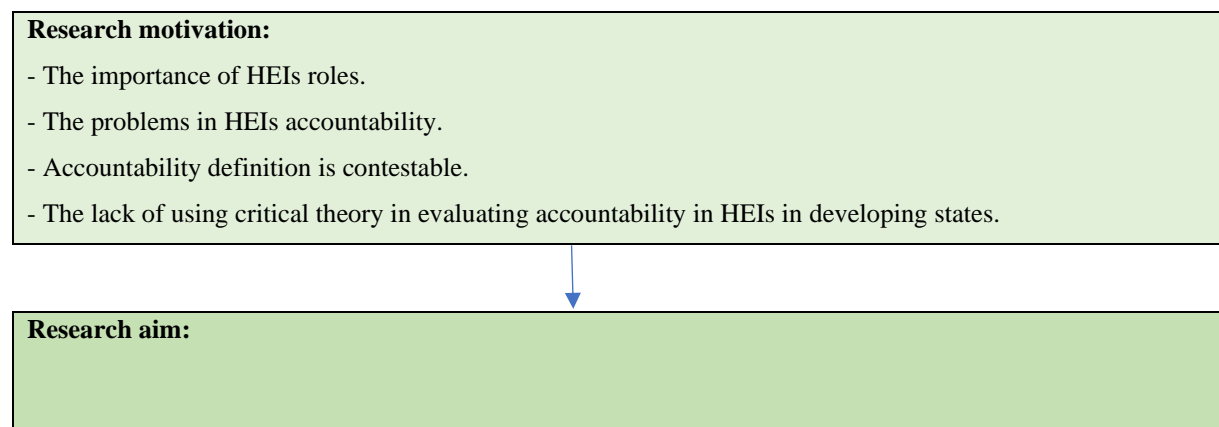 Research motivation:
- The importance of HEIs roles.
- The problems in HEIs accountability.
- Accountability definition is contestable.
- The lack of using critical theory in evaluating accountability in HEIs in developing states.
Research aim: